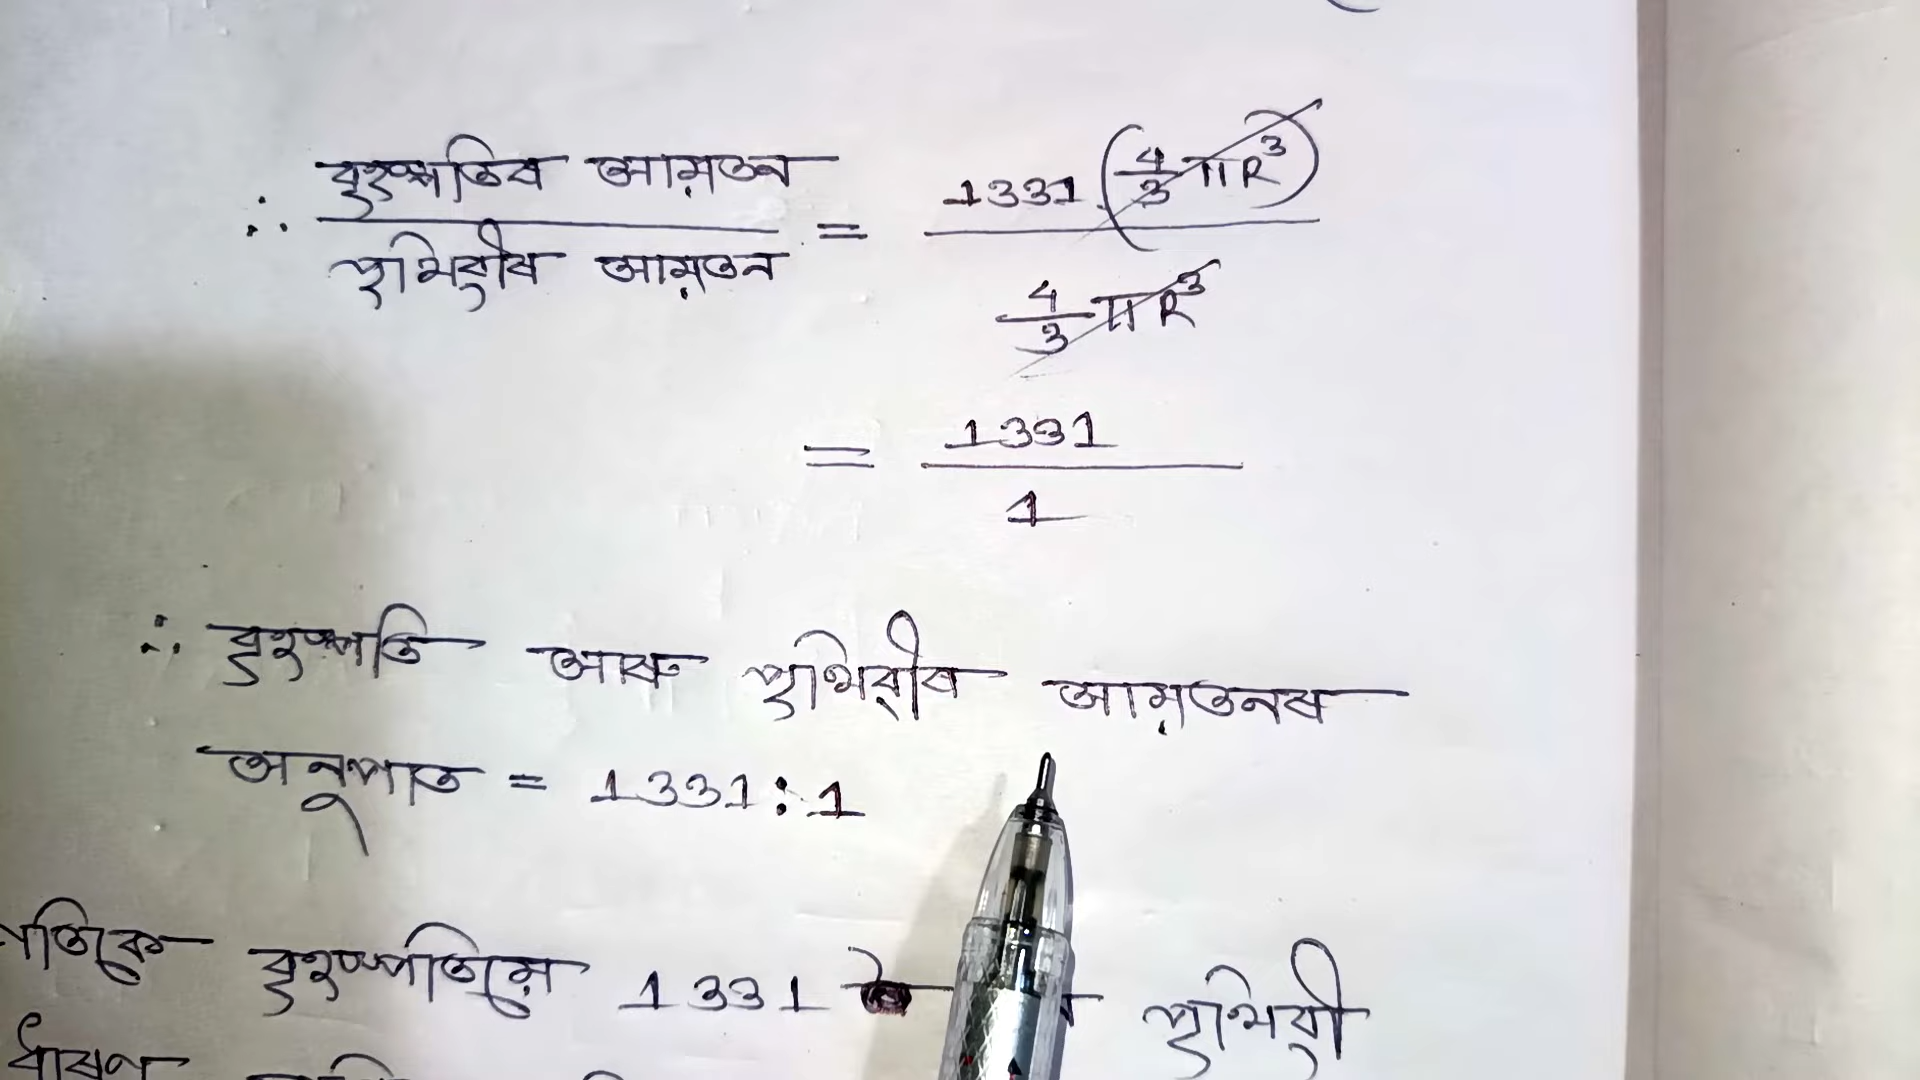 ∴ বৃহস্পতিৰ আয়তন / পৃথিৱীৰ আয়তন = 1331 (4/3 πR³) / 4/3 πR³
= 1331 / 1
∴ বৃহস্পতি আৰু পৃথিৱীৰ আয়তনৰ
অনুপাত = 1331 : 1
বৃহস্পতিয়ে 1331 পৃথিৱী
ধাৰণ